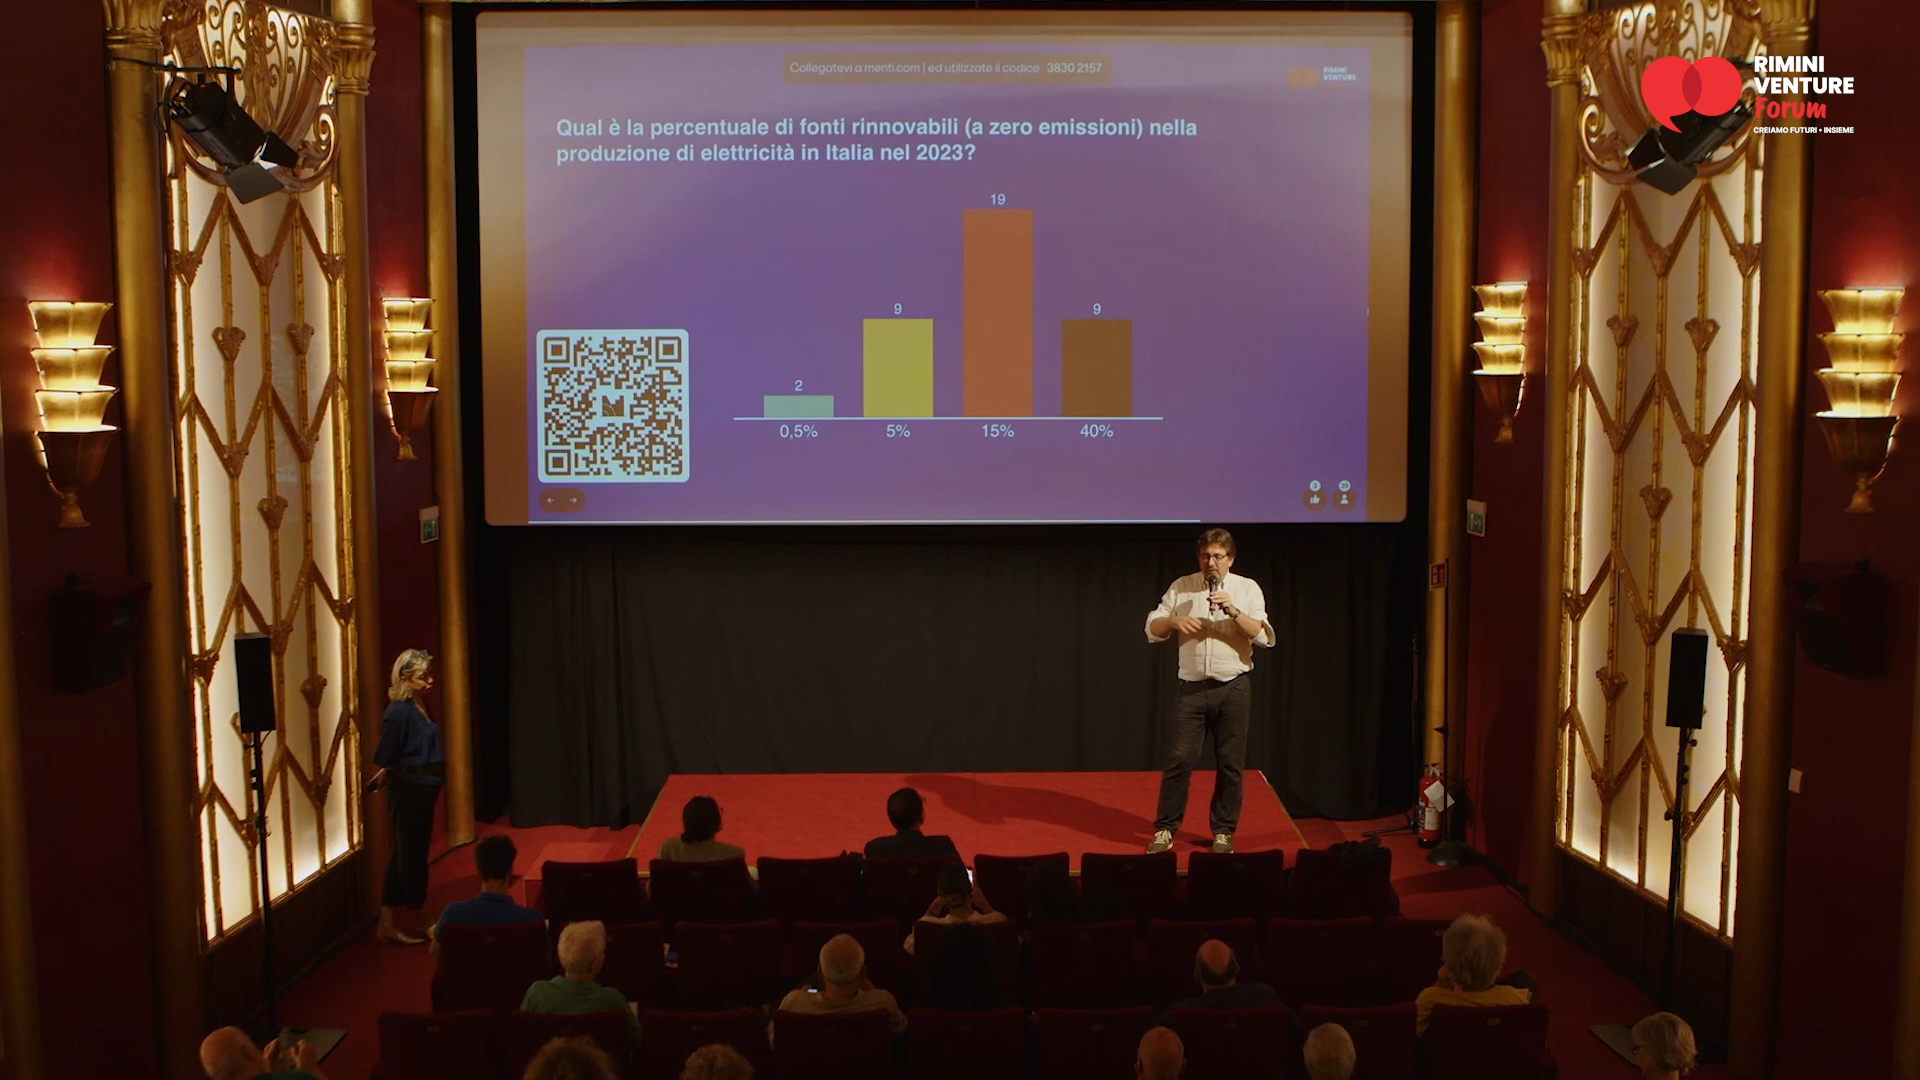 Collegatevi a menti.com | ed utilizzate il codice 3830 2157
RIMINI
VENTURE
Qual è la percentuale di fonti rinnovabili (a zero emissioni) nella
produzione di elettricità in Italia nel 2023?
2
9
19
9
0,5%
5%
15%
40%
RIMINI
VENTURE
Forum
CREIAMO FUTURI • INSIEME